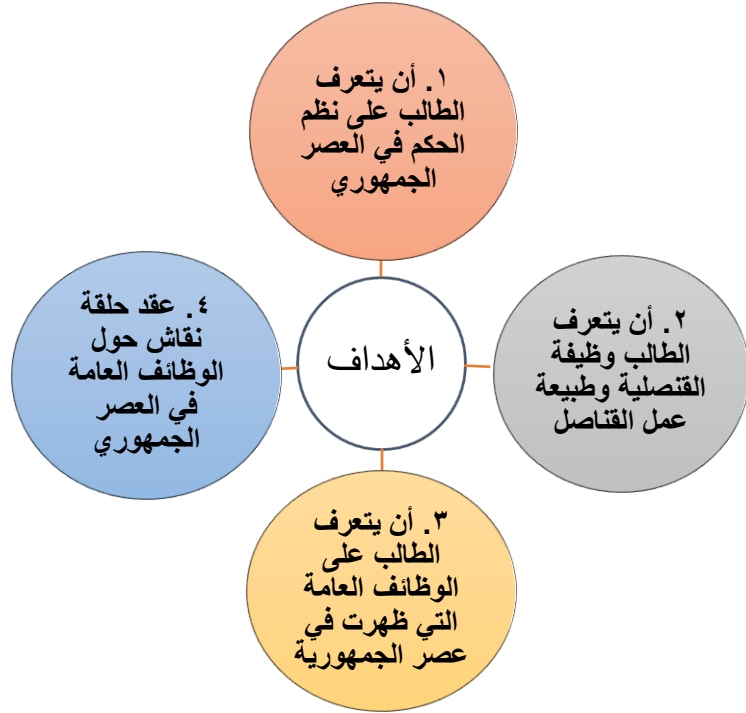 ١. أن يتعرف
الطالب على نظم
الحكم في العصر
الجمهوري
الأهداف
٢. أن يتعرف
الطالب وظيفة
القنصلية وطبيعة
عمل القناصل
٣. أن يتعرف
الطالب على
الوظائف العامة
التي ظهرت في
عصر الجمهورية
٤. عقد حلقة
نقاش حول
الوظائف العامة
في العصر
الجمهوري